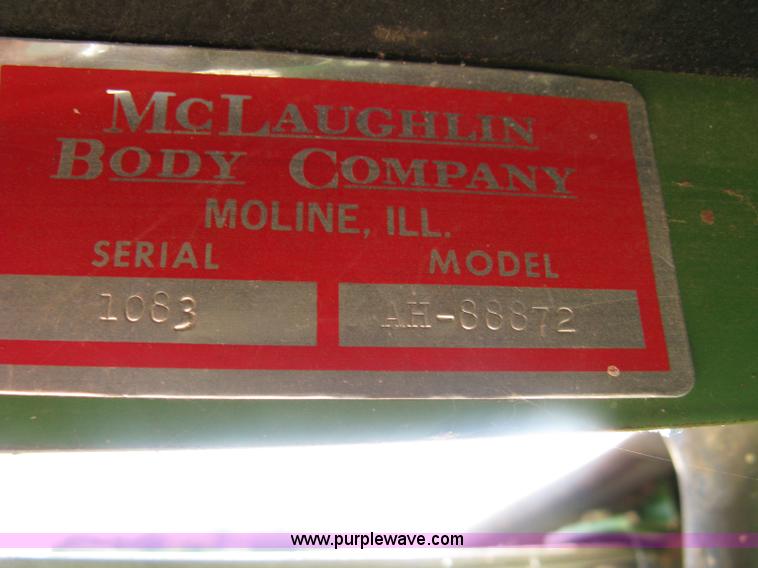 McLaughlin
Body Company
MOLINE, ILL.
SERIAL MODEL
1083 AH-88872
www.purplewave.com